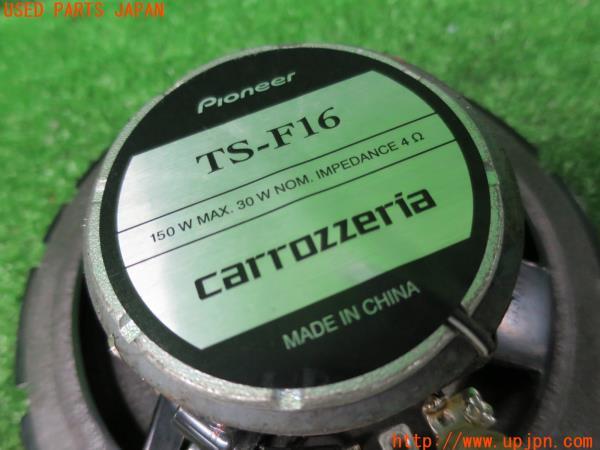 USED PARTS JAPAN
Pioneer
TS-F16
150 W MAX. 30 W NOM. IMPEDANCE 4 Ω
carrozzeria
MADE IN CHINA
http://www.upjpn.com/